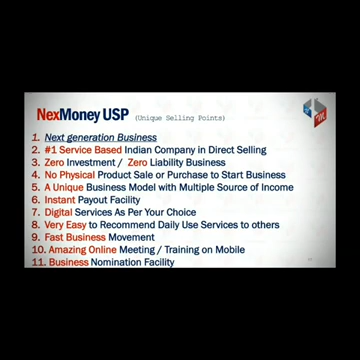 NexMoney USP (Unique Selling Points)
1. Next generation Business
2. #1 Service Based Indian Company in Direct Selling
3. Zero Investment / Zero Liability Business
4. No Physical Product Sale or Purchase to Start Business
5. A Unique Business Model with Multiple Source of Income
6. Instant Payout Facility
7. Digital Services As Per Your Choice
8. Very Easy to Recommend Daily Use Services to others
9. Fast Business Movement
10. Amazing Online Meeting / Training on Mobile
11. Business Nomination Facility